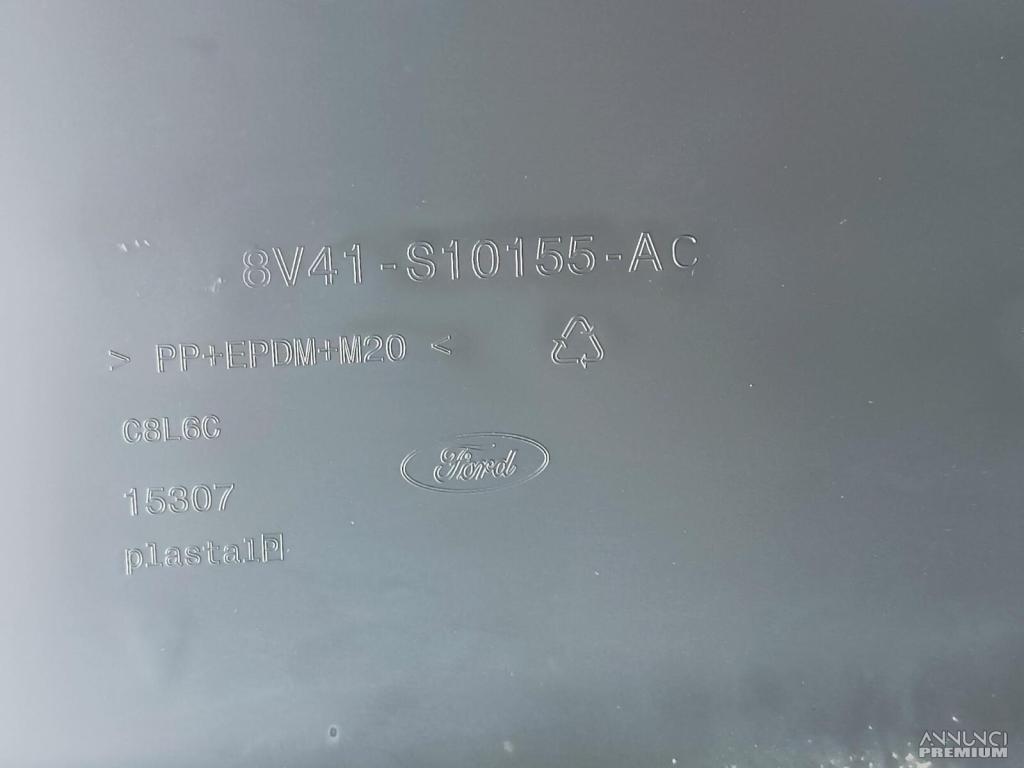 8V41-S10155-AC
> PP+EPDM+M20 <
C8L6C
Ford
15307
plastal P
ANNUNCI
PREMIUM